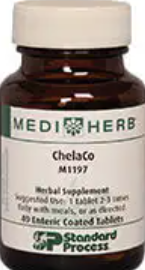 MEDI HERB®
ChelaCo
M1197
Herbal Supplement
Suggested Use: 1 tablet 2-3 times
daily with meals, or as directed
40 Enteric Coated Tablets
SP Standard
Process